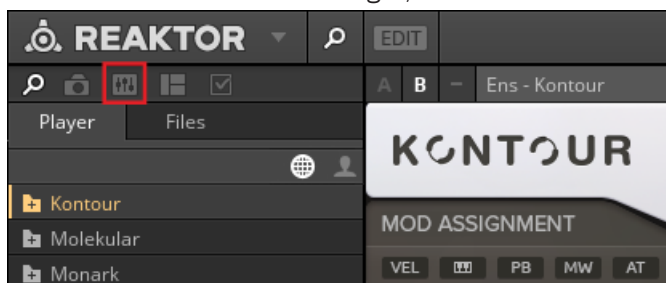 REAKTOR EDIT
A B – Ens - Kontour
Player Files
KONTOUR
Kontour
Molekular
MOD ASSIGNMENT
Monark
VEL PB MW AT